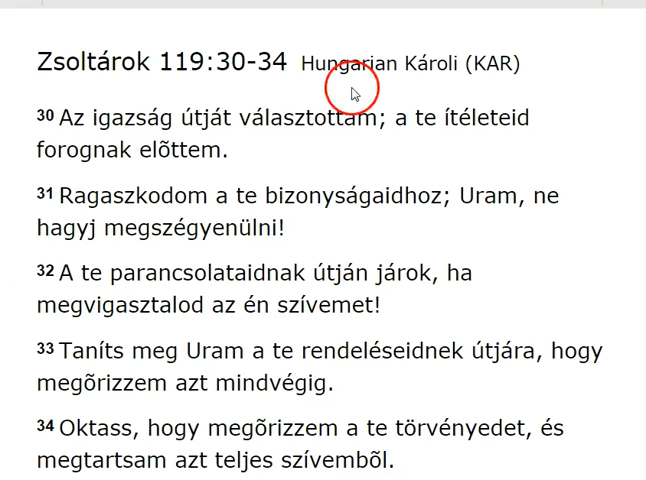 Zsoltárok 119:30-34 Hungarian Károli (KAR)
30 Az igazság útját választottam; a te ítéleteid
forognak elõttem.
31 Ragaszkodom a te bizonyságaidhoz; Uram, ne
hagyj megszégyenülni!
32 A te parancsolataidnak útján járok, ha
megvigasztalod az én szívemet!
33 Taníts meg Uram a te rendeléseidnek útjára, hogy
megõrizzem azt mindvégig.
34 Oktass, hogy megõrizzem a te törvényedet, és
megtartsam azt teljes szívembõl.